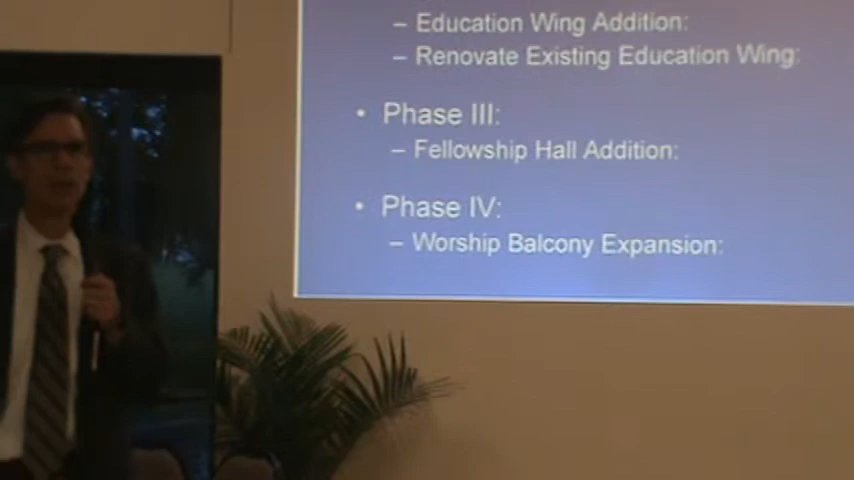 – Education Wing Addition:
– Renovate Existing Education Wing:
• Phase III:
– Fellowship Hall Addition:
• Phase IV:
– Worship Balcony Expansion: